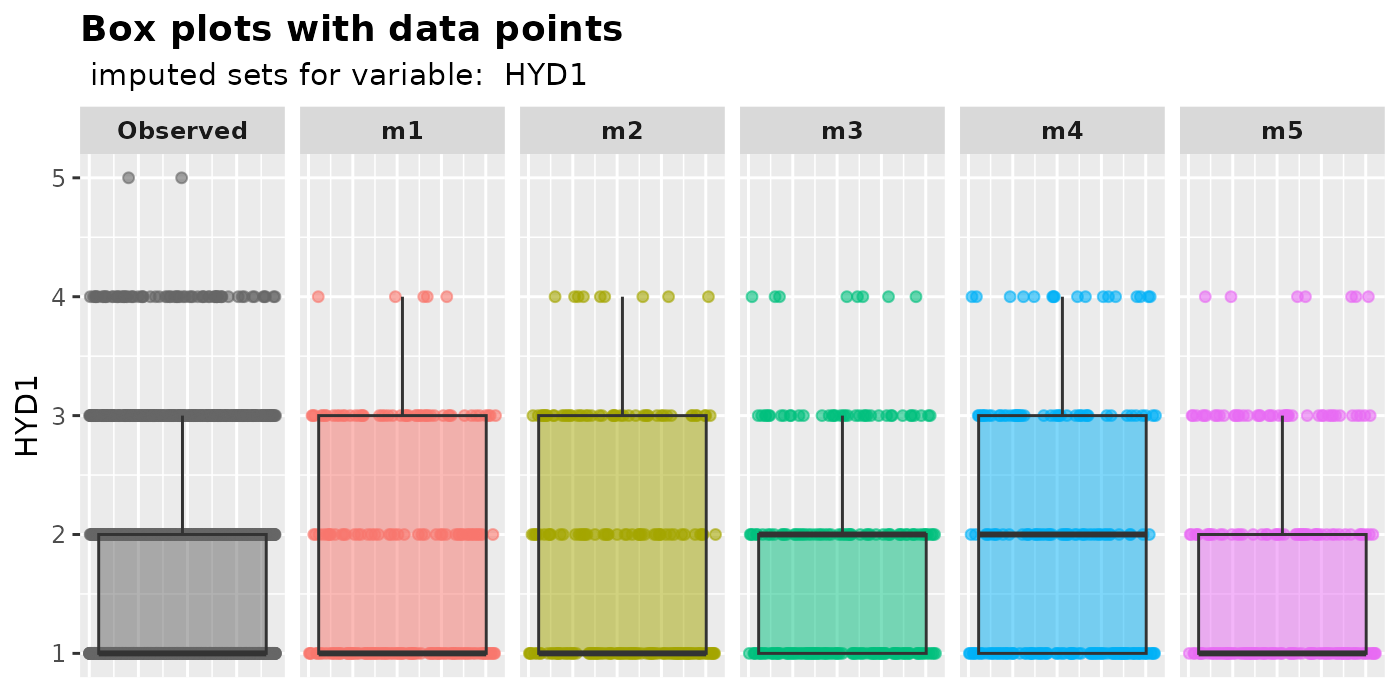 Box plots with data points
imputed sets for variable:  HYD1
Observed m1 m2 m3 m4 m5
HYD1
5
4
3
2
1